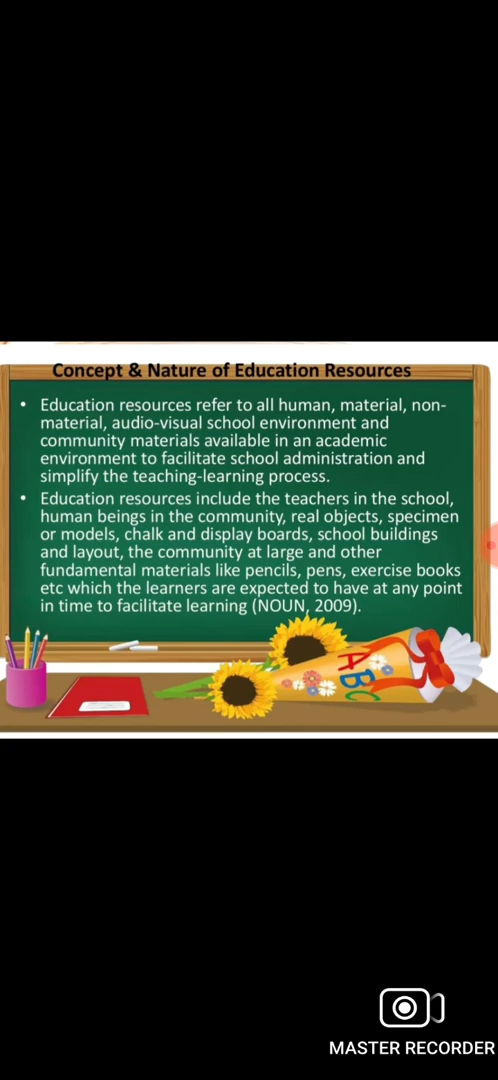 Concept & Nature of Education Resources
• Education resources refer to all human, material, non-
material, audio-visual school environment and
community materials available in an academic
environment to facilitate school administration and
simplify the teaching-learning process.
• Education resources include the teachers in the school,
human beings in the community, real objects, specimen
or models, chalk and display boards, school buildings
and layout, the community at large and other
fundamental materials like pencils, pens, exercise books
etc which the learners are expected to have at any point
in time to facilitate learning (NOUN, 2009).
ABC
MASTER RECORDER